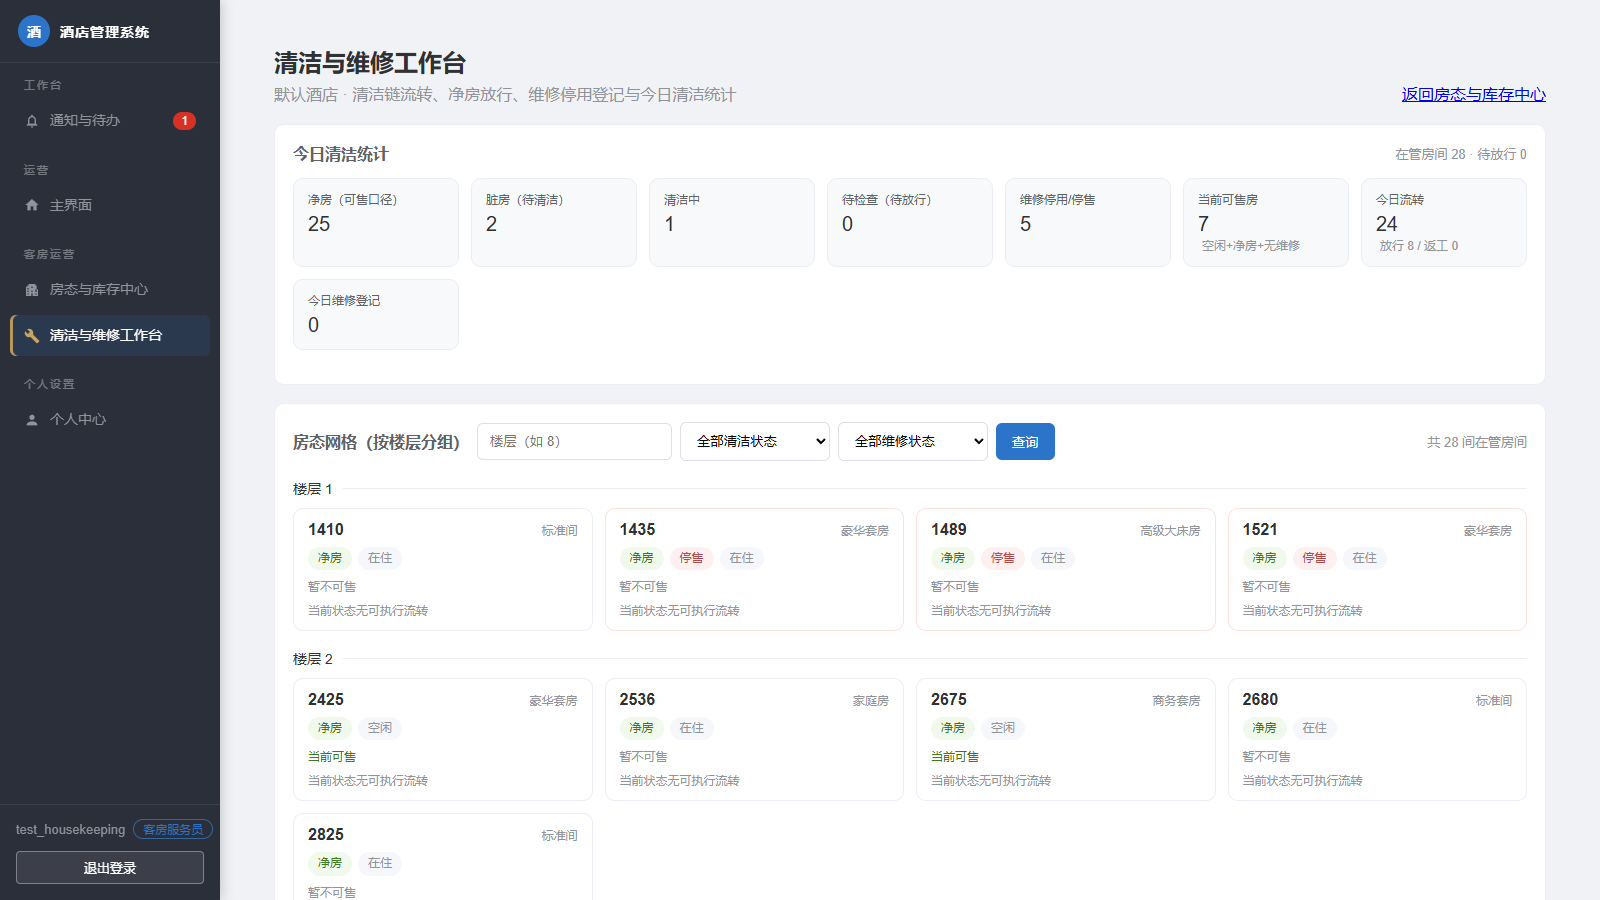 酒 酒店管理系统
工作台
通知与待办 1
运营
主界面
客房运营
房态与库存中心
清洁与维修工作台
个人设置
个人中心
test_housekeeping 客房服务员
退出登录
清洁与维修工作台
默认酒店 · 清洁链流转、净房放行、维修停用登记与今日清洁统计
返回房态与库存中心
今日清洁统计
在管房间 28 · 待放行 0
净房（可售口径）
25
脏房（待清洁）
2
清洁中
1
待检查（待放行）
0
维修停用/停售
5
当前可售房
7
空闲+净房+无维修
今日流转
24
放行 8 / 返工 0
今日维修登记
0
房态网格（按楼层分组）
楼层（如 8）
全部清洁状态
全部维修状态
查询
共 28 间在管房间
楼层 1
1410 标准间
净房 在住
暂不可售
当前状态无可执行流转
1435 豪华套房
净房 停售 在住
暂不可售
当前状态无可执行流转
1489 高级大床房
净房 停售 在住
暂不可售
当前状态无可执行流转
1521 豪华套房
净房 停售 在住
暂不可售
当前状态无可执行流转
楼层 2
2425 豪华套房
净房 空闲
当前可售
当前状态无可执行流转
2536 家庭房
净房 在住
暂不可售
当前状态无可执行流转
2675 商务套房
净房 空闲
当前可售
当前状态无可执行流转
2680 标准间
净房 在住
暂不可售
当前状态无可执行流转
2825 标准间
净房 在住
暂不可售